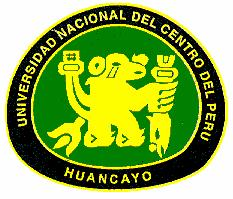 UNIVERSIDAD NACIONAL DEL CENTRO DEL PERU
HUANCAYO